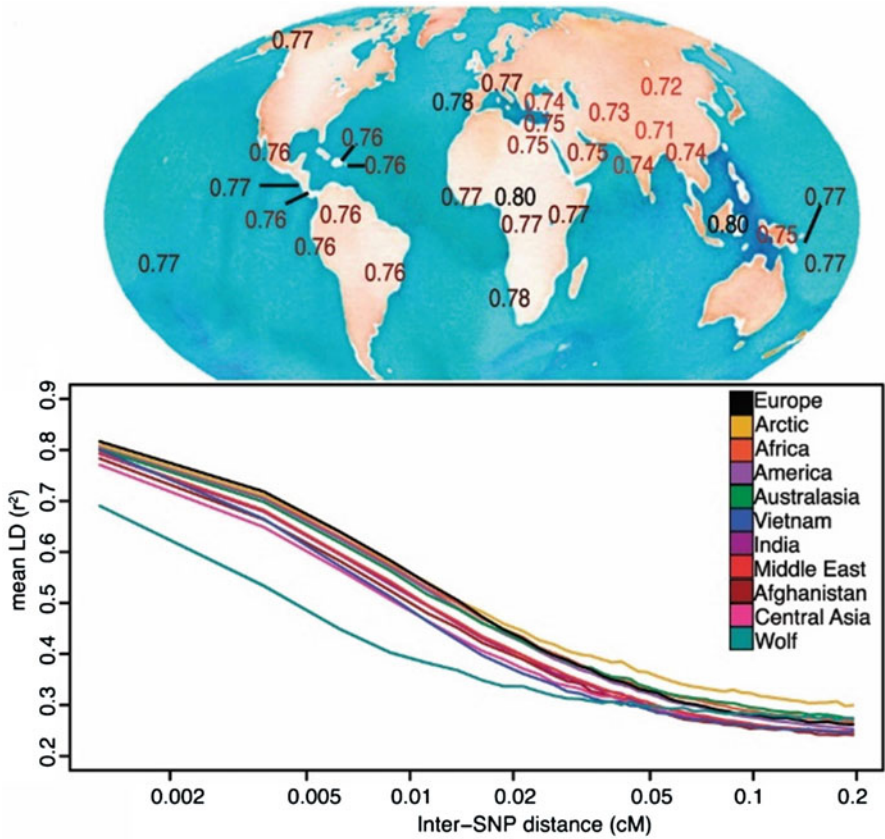 0.77
0.77
0.72
0.78
0.74
0.73
0.75
0.71
0.76
0.76
0.75
0.75
0.74
0.74
0.76
0.77
0.77
0.80
0.77
0.76
0.76
0.77
0.77
0.80
0.75
0.76
0.77
0.77
0.76
0.78
0.9
0.8
0.7
0.6
0.5
0.4
0.3
0.2
mean LD (r²)
Europe
Arctic
Africa
America
Australasia
Vietnam
India
Middle East
Afghanistan
Central Asia
Wolf
0.002 0.005 0.01 0.02 0.05 0.1 0.2
Inter−SNP distance (cM)